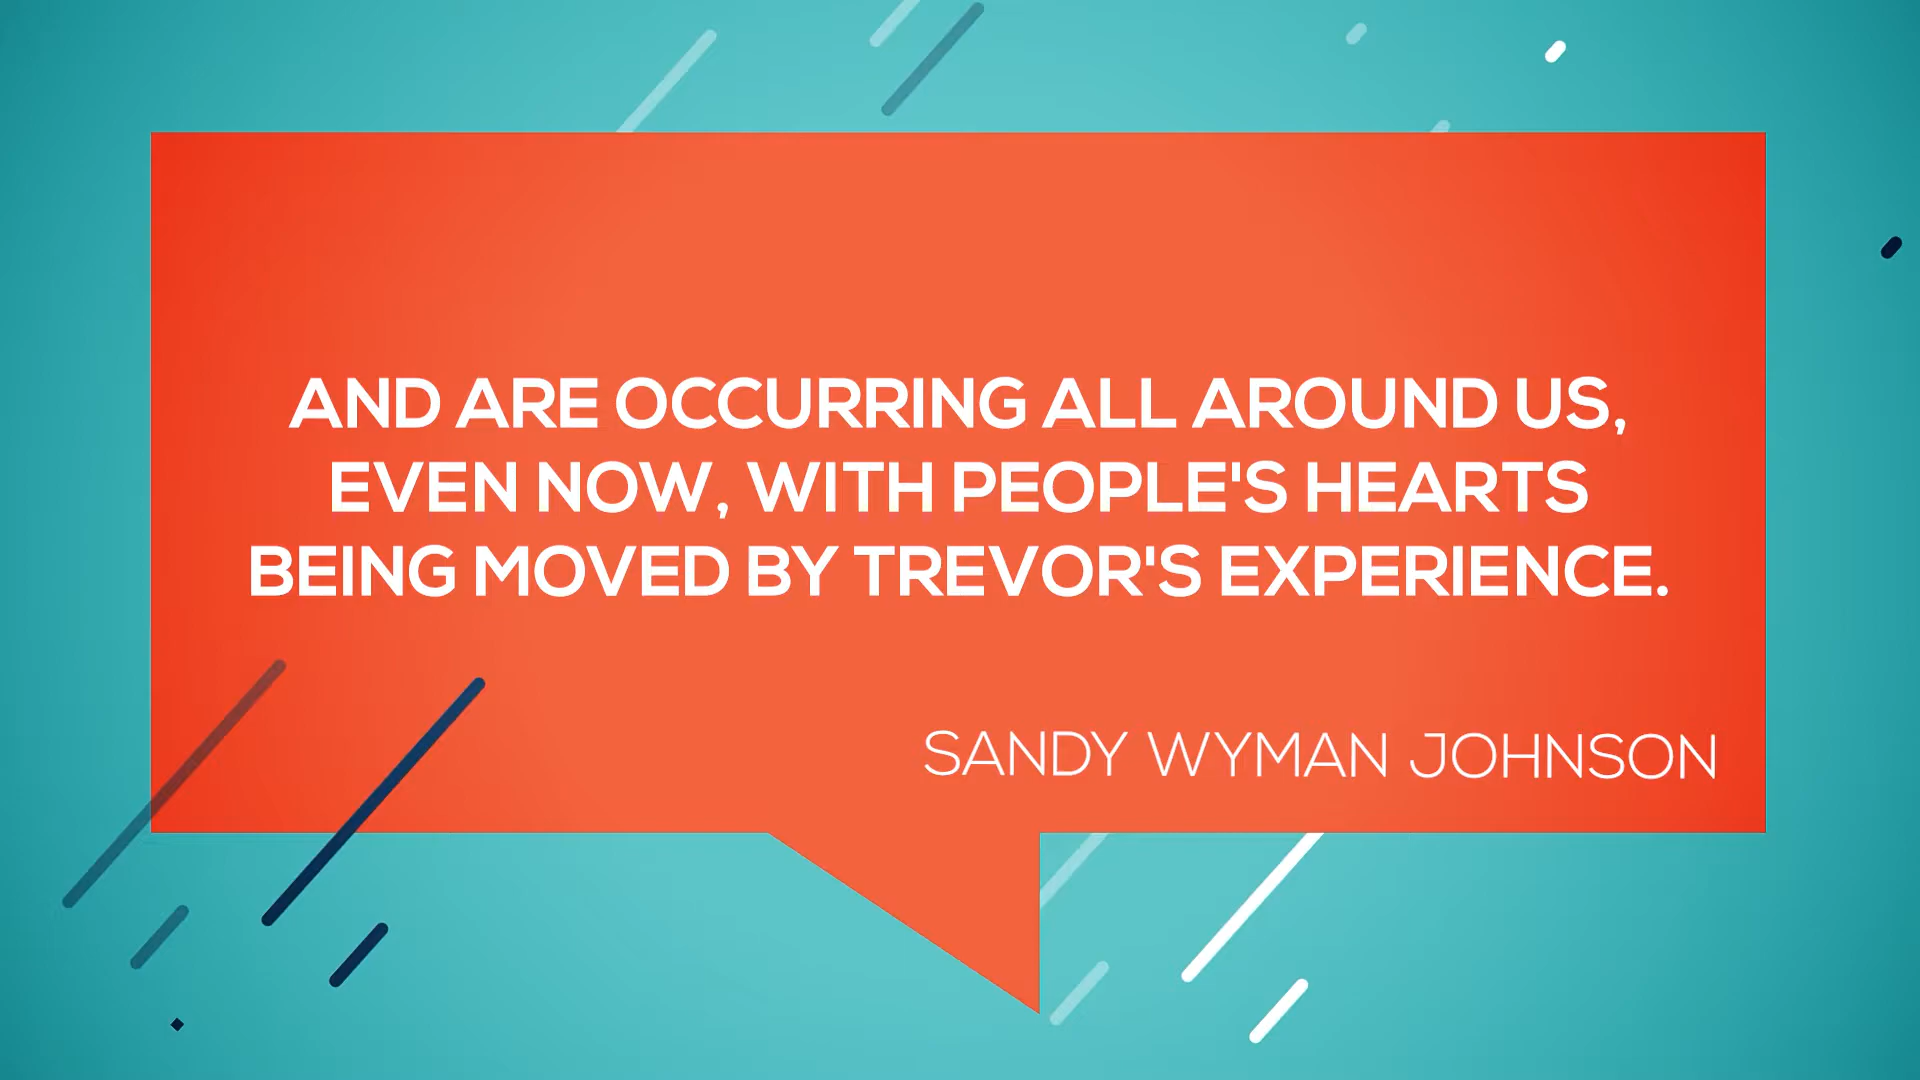 AND ARE OCCURRING ALL AROUND US,
EVEN NOW, WITH PEOPLE'S HEARTS
BEING MOVED BY TREVOR'S EXPERIENCE.
SANDY WYMAN JOHNSON